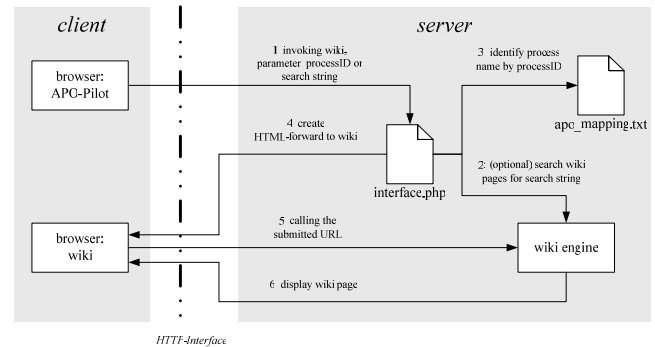 client
server
browser:
APO-Pilot
1 invoking wiki-
parameter processID or
search string
3 identify process
name by processID
apo_mapping.txt
4 create
HTML-forward to wiki
interface.php
2: (optional) search wiki
pages for search string
browser:
wiki
5 calling the
submitted URL
wiki engine
6 display wiki page
HTTP-Interface